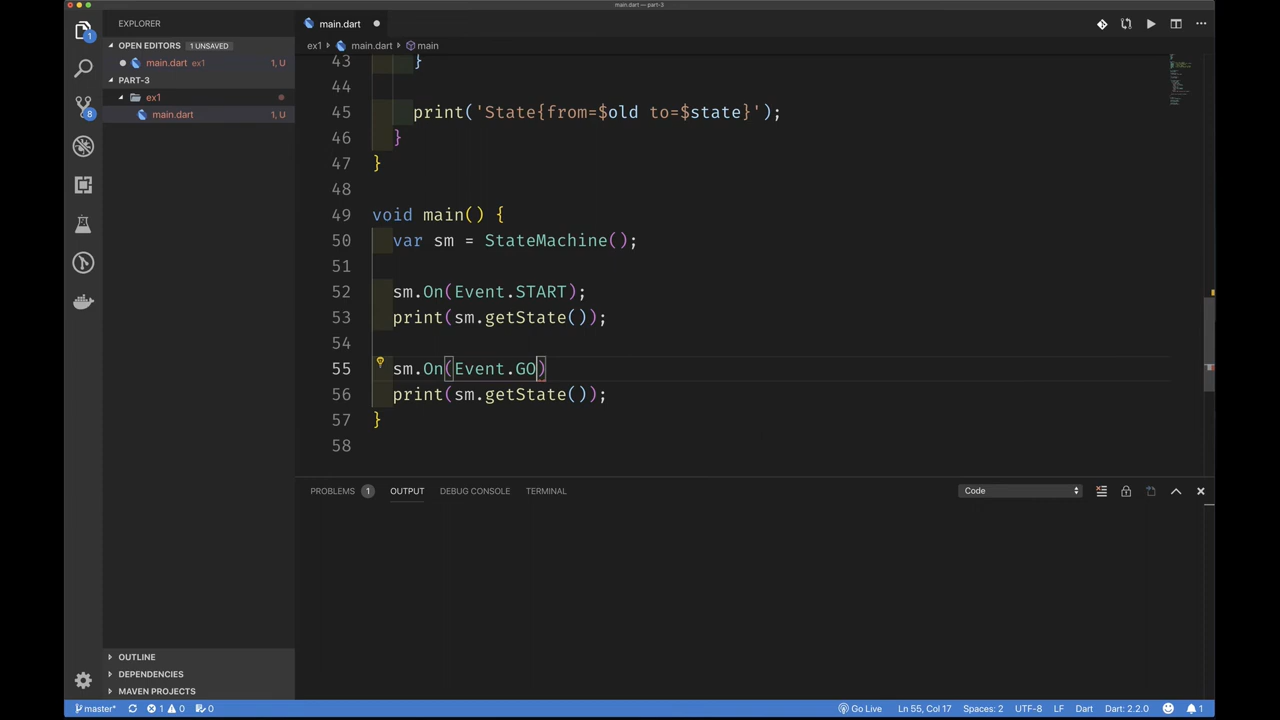 main.dart — part-3
EXPLORER
OPEN EDITORS 1 UNSAVED
main.dart ex1 1, U
PART-3
ex1
main.dart 1, U
OUTLINE
DEPENDENCIES
MAVEN PROJECTS
1
8
main.dart
ex1 main.dart main
43 }
44
45 print('State{from=$old to=$state}');
46 }
47 }
48
49 void main() {
50 var sm = StateMachine();
51
52 sm.On(Event.START);
53 print(sm.getState());
54
55 sm.On(Event.GO)
56 print(sm.getState());
57 }
58
PROBLEMS 1 OUTPUT DEBUG CONSOLE TERMINAL Code
master* 1 0 0 Go Live Ln 55, Col 17 Spaces: 2 UTF-8 LF Dart Dart: 2.2.0 1